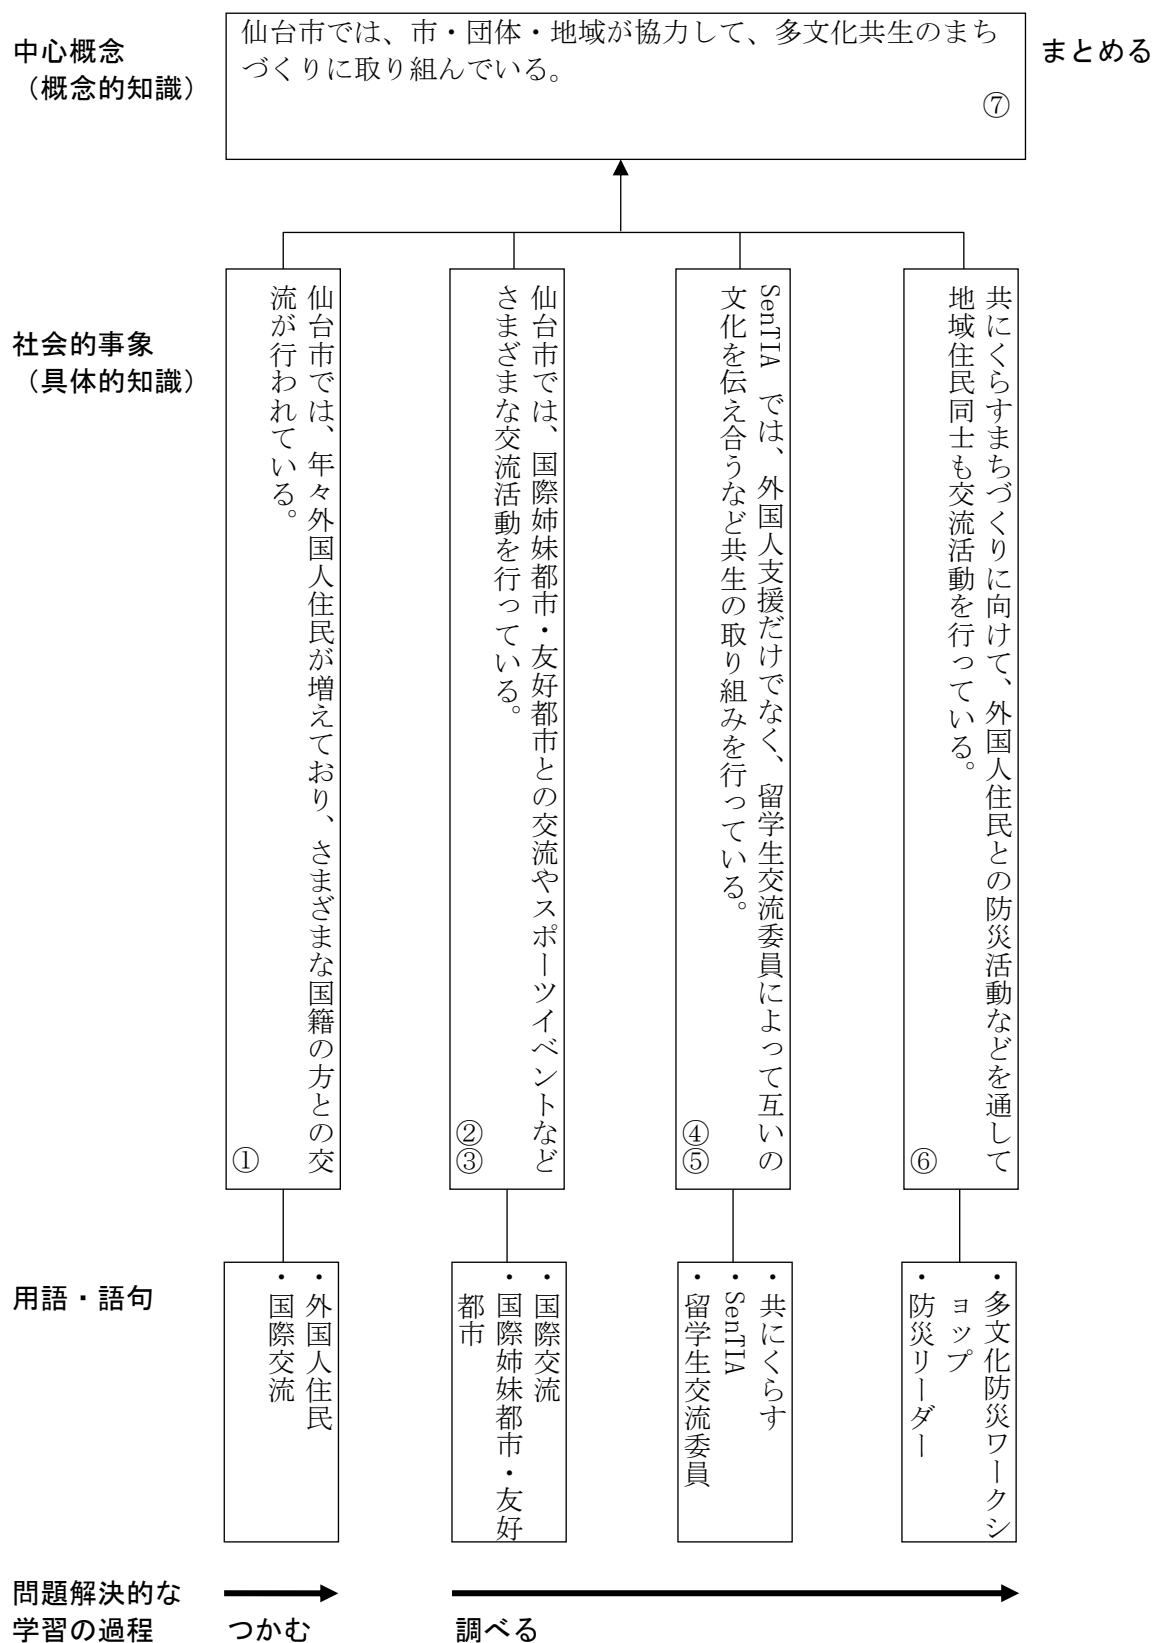 中心概念
（概念的知識）
仙台市では、市・団体・地域が協力して、多文化共生のまち
づくりに取り組んでいる。
⑦
まとめる
社会的事象
（具体的知識）
仙台市では、年々外国人住民が増えており、さまざまな国籍の方との交
流が行われている。
①
仙台市では、国際姉妹都市・友好都市との交流やスポーツイベントなど
さまざまな交流活動を行っている。
②
③
SenTIA では、外国人支援だけでなく、留学生交流委員によって互いの
文化を伝え合うなど共生の取り組みを行っている。
④
⑤
共にくらすまちづくりに向けて、外国人住民との防災活動などを通して
地域住民同士も交流活動を行っている。
⑥
用語・語句
・外国人住民
・国際交流
・国際交流
・国際姉妹都市・友好
都市
・共にくらす
・SenTIA
・留学生交流委員
・多文化防災ワークシ
ョップ
・防災リーダー
問題解決的な
学習の過程
つかむ
調べる